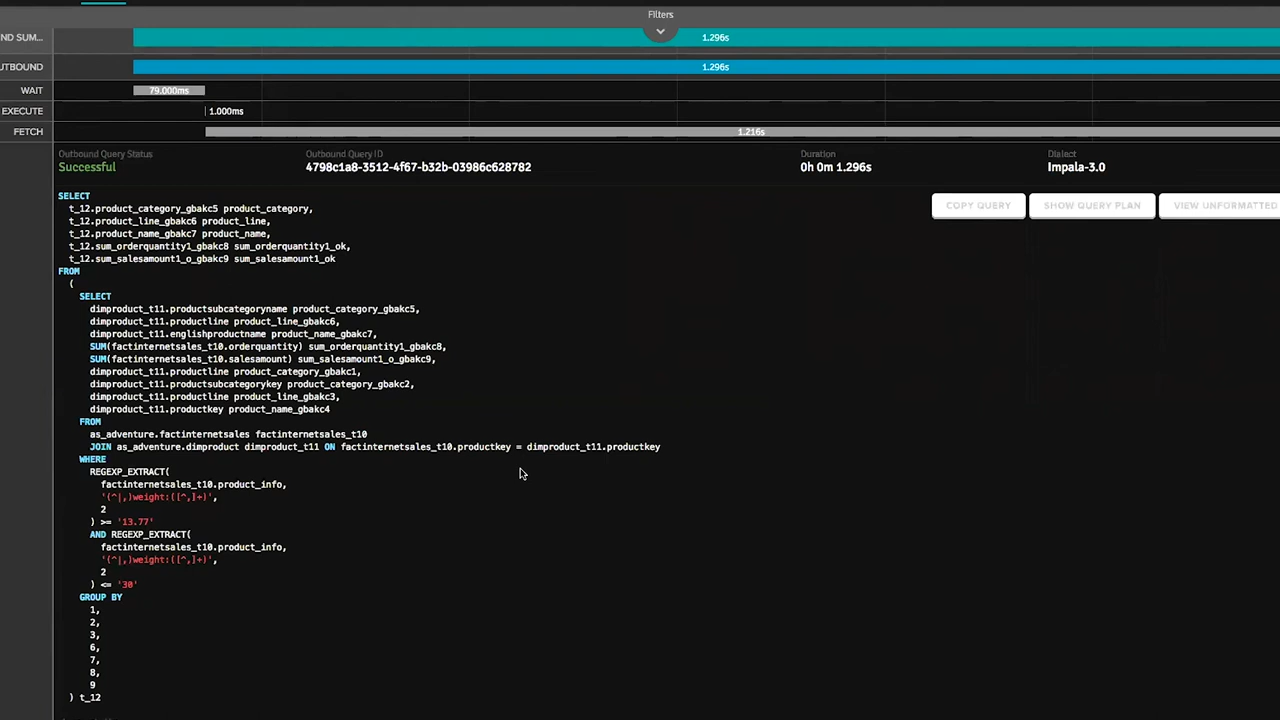 Filters
ND SUM...
1.296s
UTBOUND
1.296s
WAIT
79.000ms
EXECUTE
1.000ms
FETCH
1.216s
Outbound Query Status
Outbound Query ID
Duration
Dialect
Successful
4798c1a8-3512-4f67-b32b-03986c628782
0h 0m 1.296s
Impala-3.0
COPY QUERY
SHOW QUERY PLAN
VIEW UNFORMATTED
SELECT
t_12.product_category_gbakc5 product_category,
t_12.product_line_gbakc6 product_line,
t_12.product_name_gbakc7 product_name,
t_12.sum_orderquantity1_gbakc8 sum_orderquantity1_ok,
t_12.sum_salesamount1_o_gbakc9 sum_salesamount1_ok
FROM
(
SELECT
dimproduct_t11.productsubcategoryname product_category_gbakc5,
dimproduct_t11.productline product_line_gbakc6,
dimproduct_t11.englishproductname product_name_gbakc7,
SUM(factinternetsales_t10.orderquantity) sum_orderquantity1_gbakc8,
SUM(factinternetsales_t10.salesamount) sum_salesamount1_o_gbakc9,
dimproduct_t11.productline product_category_gbakc1,
dimproduct_t11.productsubcategorykey product_category_gbakc2,
dimproduct_t11.productline product_line_gbakc3,
dimproduct_t11.productkey product_name_gbakc4
FROM
as_adventure.factinternetsales factinternetsales_t10
JOIN as_adventure.dimproduct dimproduct_t11 ON factinternetsales_t10.productkey = dimproduct_t11.productkey
WHERE
REGEXP_EXTRACT(
factinternetsales_t10.product_info,
'(^|,)weight:([^,]+)',
2
) >= '13.77'
AND REGEXP_EXTRACT(
factinternetsales_t10.product_info,
'(^|,)weight:([^,]+)',
2
) <= '30'
GROUP BY
1,
2,
3,
6,
7,
8,
9
) t_12